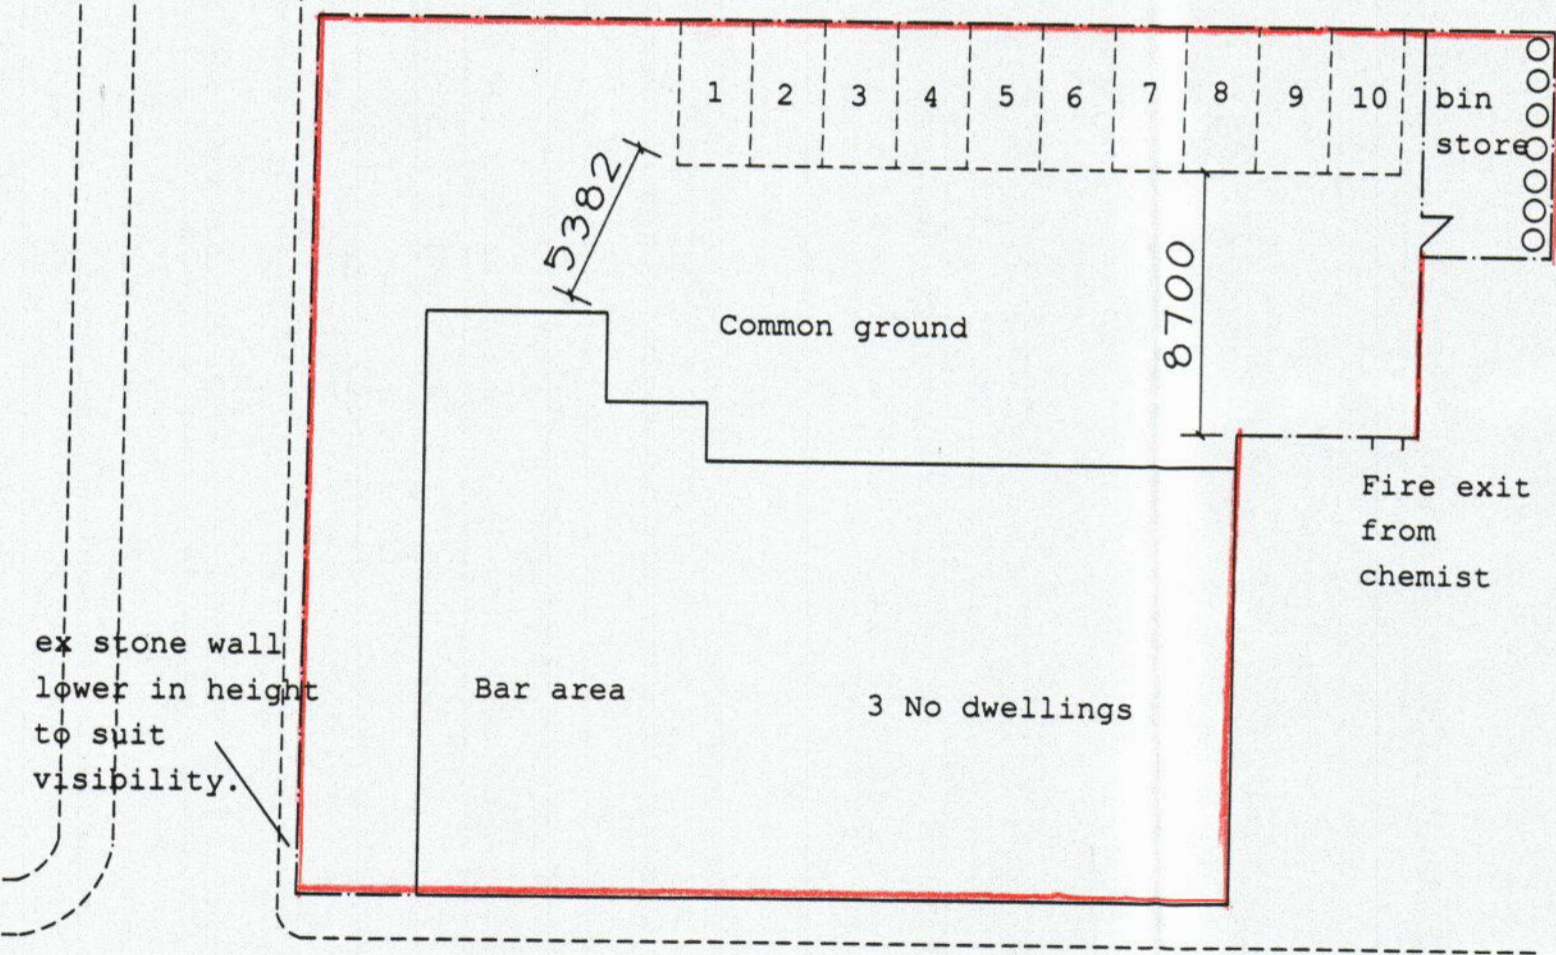 1 2 3 4 5 6 7 8 9 10
bin
store
5382
8700
Common ground
Fire exit
from
chemist
ex stone wall
lower in height
to suit
visibility.
Bar area
3 No dwellings